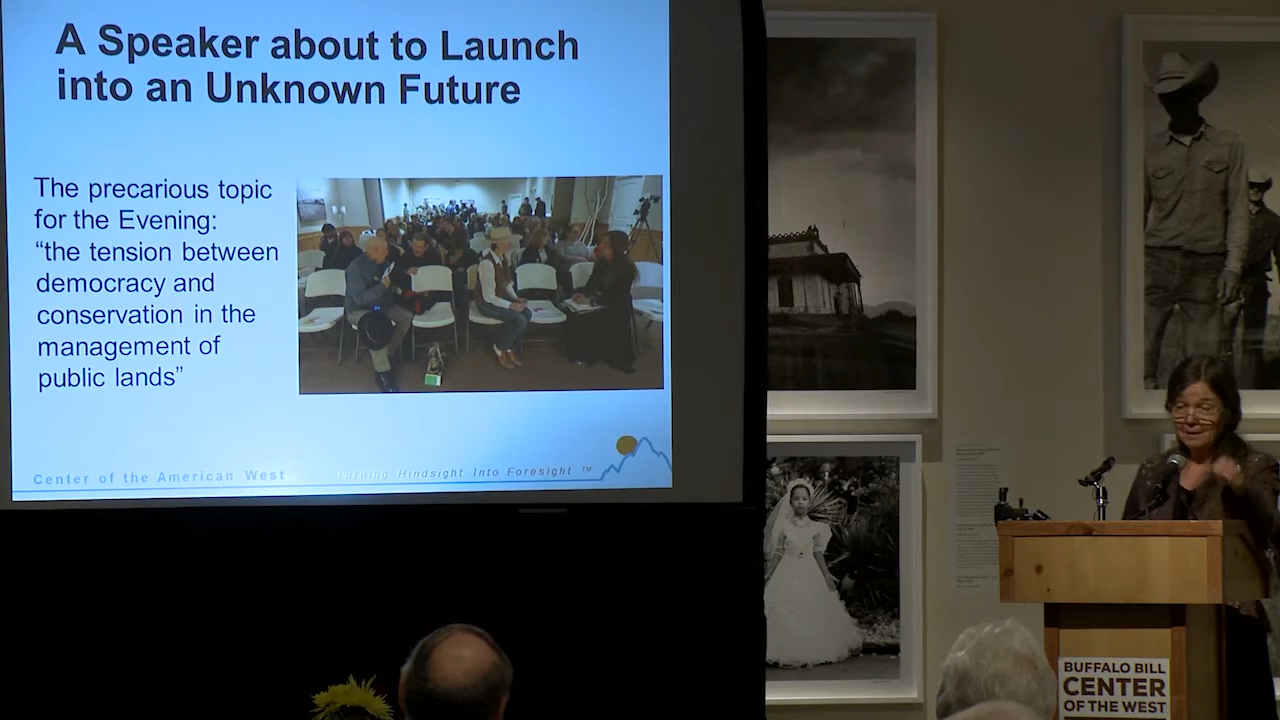 A Speaker about to Launch
into an Unknown Future
The precarious topic
for the Evening:
“the tension between
democracy and
conservation in the
management of
public lands”
Center of the American West
Turning Hindsight Into Foresight ™
BUFFALO BILL
CENTER
OF THE WEST